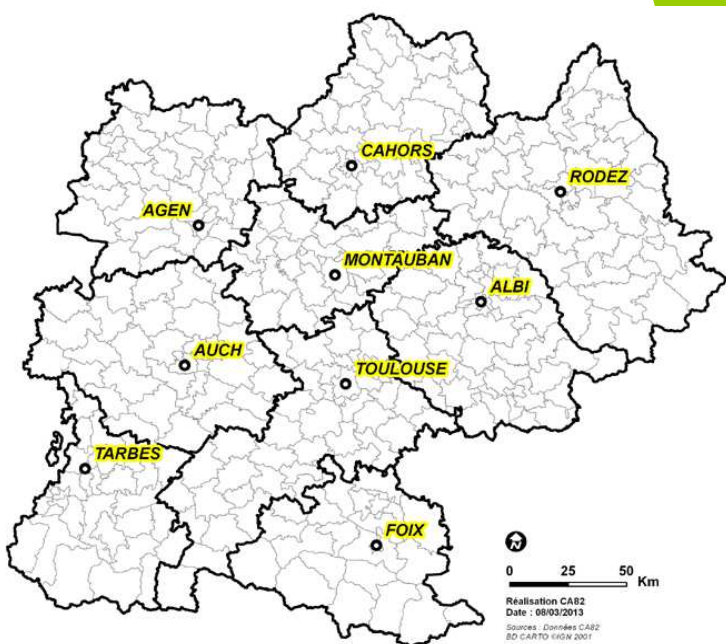 CAHORS
RODEZ
AGEN
MONTAUBAN
ALBI
AUCH
TOULOUSE
TARBES
FOIX
N
0 25 50 Km
Réalisation CA82
Date : 08/03/2013
Sources : Données CA82
BD CARTO ©IGN 2001